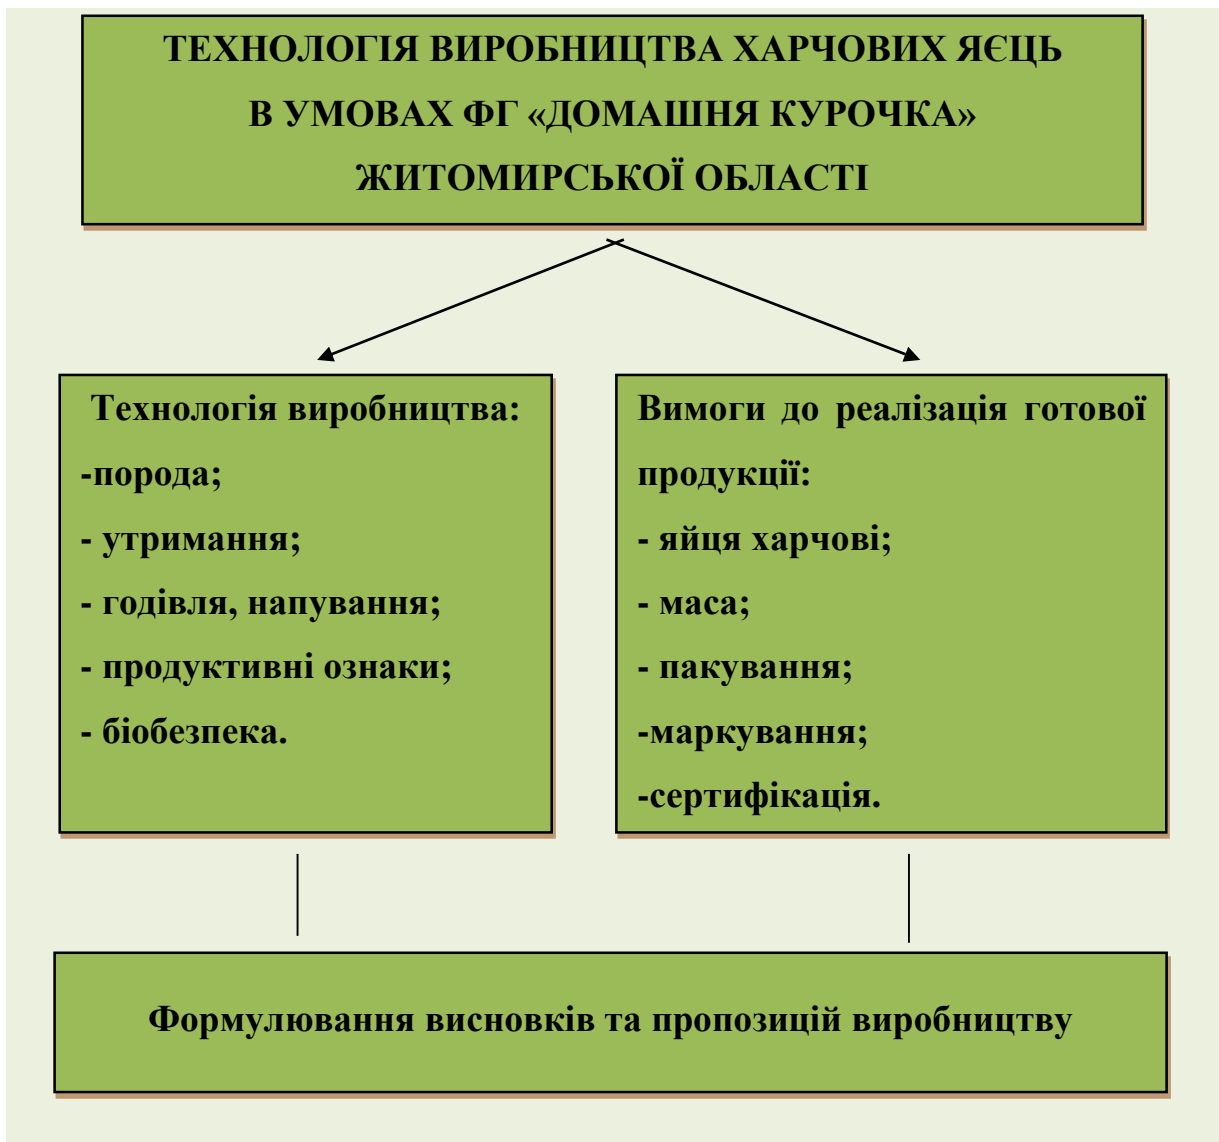 ТЕХНОЛОГІЯ ВИРОБНИЦТВА ХАРЧОВИХ ЯЄЦЬ
В УМОВАХ ФГ «ДОМАШНЯ КУРОЧКА»
ЖИТОМИРСЬКОЇ ОБЛАСТІ
Технологія виробництва:
-порода;
- утримання;
- годівля, напування;
- продуктивні ознаки;
- біобезпека.
Вимоги до реалізація готової
продукції:
- яйця харчові;
- маса;
- пакування;
-маркування;
-сертифікація.
Формулювання висновків та пропозицій виробництву